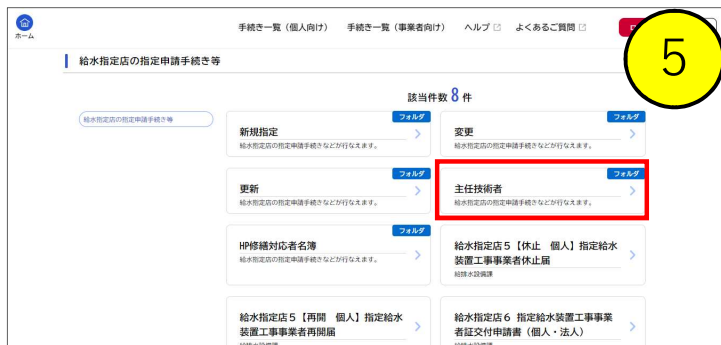 ホーム
手続き一覧（個人向け） 手続き一覧（事業者向け） ヘルプ よくあるご質問
5
給水指定店の指定申請手続き等
該当件数 8 件
給水指定店の指定申請手続き等
フォルダ
新規指定
給水指定店の指定申請手続きなどが行なえます。
フォルダ
変更
給水指定店の指定申請手続きなどが行なえます。
フォルダ
更新
給水指定店の指定申請手続きなどが行なえます。
フォルダ
主任技術者
給水指定店の指定申請手続きなどが行なえます。
フォルダ
HP修繕対応者名簿
給水指定店の指定申請手続きなどが行なえます。
給水指定店５【休止　個人】指定給水
装置工事事業者休止届
給排水設備課
給水指定店５【再開　個人】指定給水
装置工事事業者再開届
給水指定店６ 指定給水装置工事事業
者証交付申請書（個人・法人）